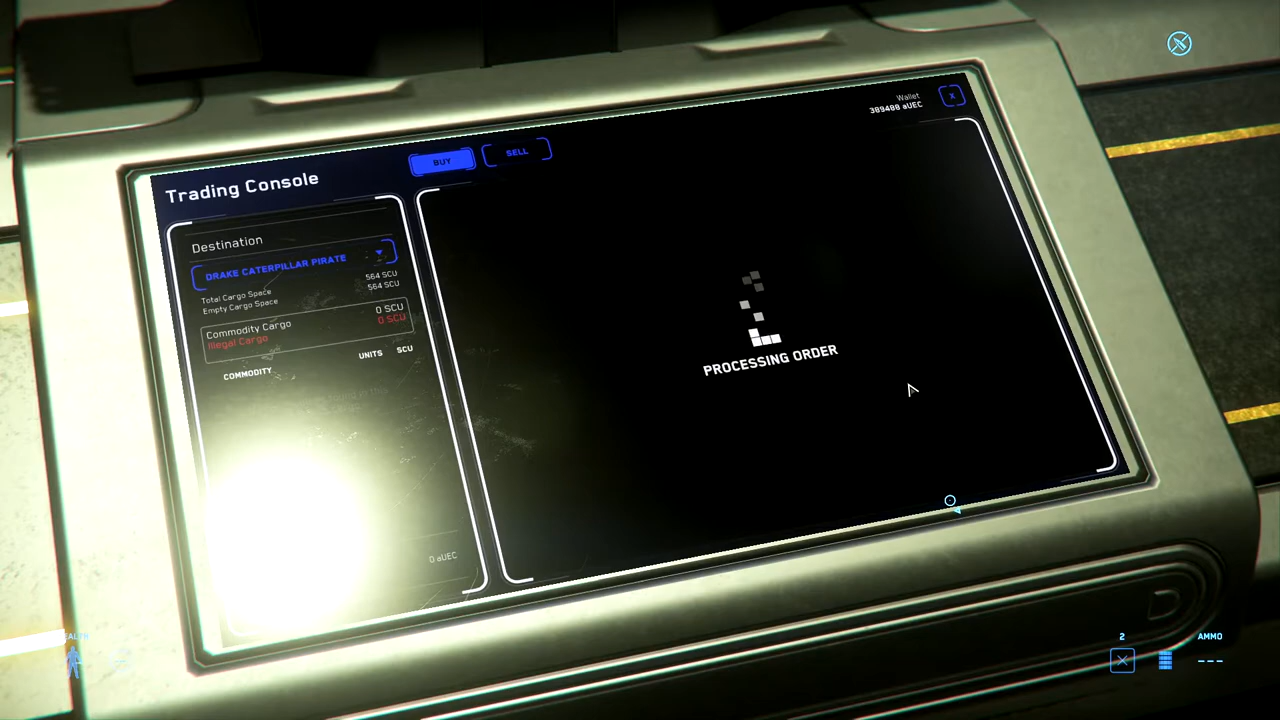 Wallet
389488 aUEC
X
BUY
SELL
Trading Console
Destination
DRAKE CATERPILLAR PIRATE
Total Cargo Space 564 SCU
Empty Cargo Space 564 SCU
Commodity Cargo 0 SCU
Illegal Cargo 0 SCU
COMMODITY UNITS SCU
PROCESSING ORDER
0 aUEC
2
AMMO